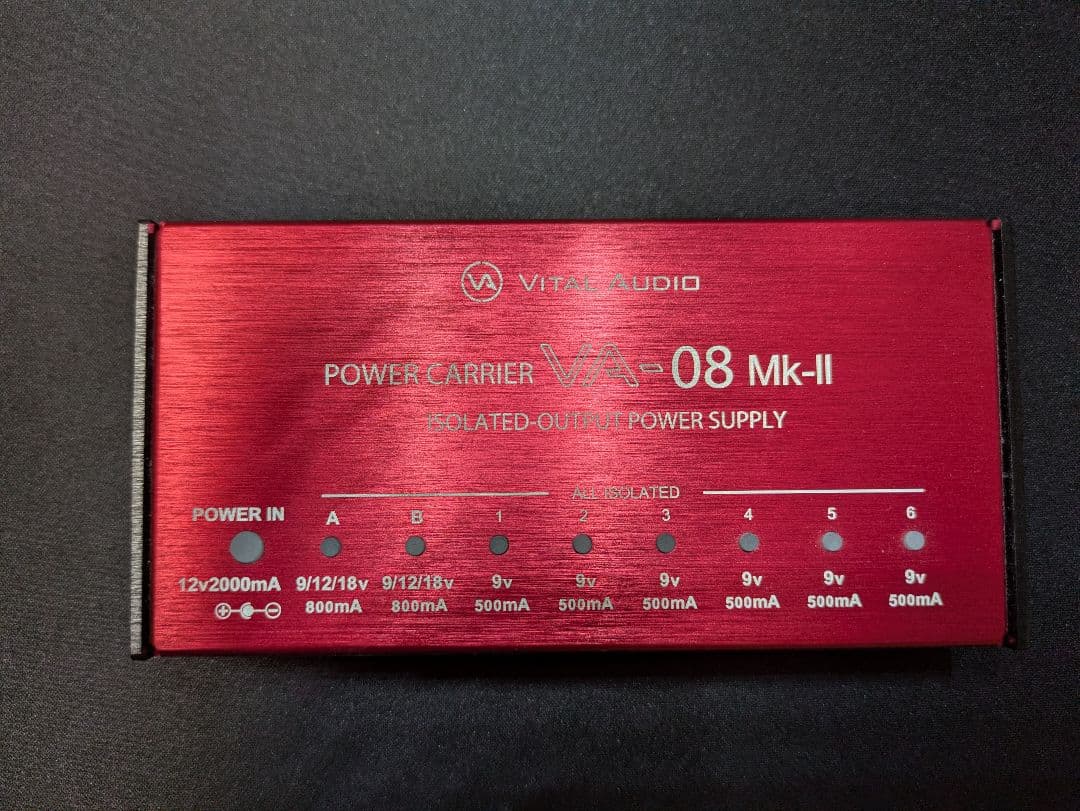 VA VITAL AUDIO
POWER CARRIER VA-08 Mk-II
ISOLATED-OUTPUT POWER SUPPLY
ALL ISOLATED
POWER IN A B 1 2 3 4 5 6
12v2000mA 9/12/18v 9/12/18v 9v 9v 9v 9v 9v 9v
800mA 800mA 500mA 500mA 500mA 500mA 500mA 500mA